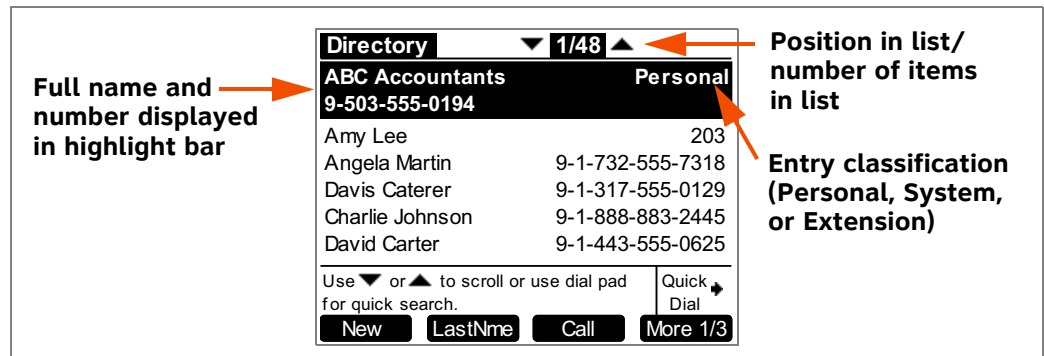 Full name and
number displayed
in highlight bar
Directory 1/48
ABC Accountants Personal
9-503-555-0194
Amy Lee 203
Angela Martin 9-1-732-555-7318
Davis Caterer 9-1-317-555-0129
Charlie Johnson 9-1-888-883-2445
David Carter 9-1-443-555-0625
Use ▼ or ▲ to scroll or use dial pad
for quick search.
Quick
Dial
New LastNme Call More 1/3
Position in list/
number of items
in list
Entry classification
(Personal, System,
or Extension)